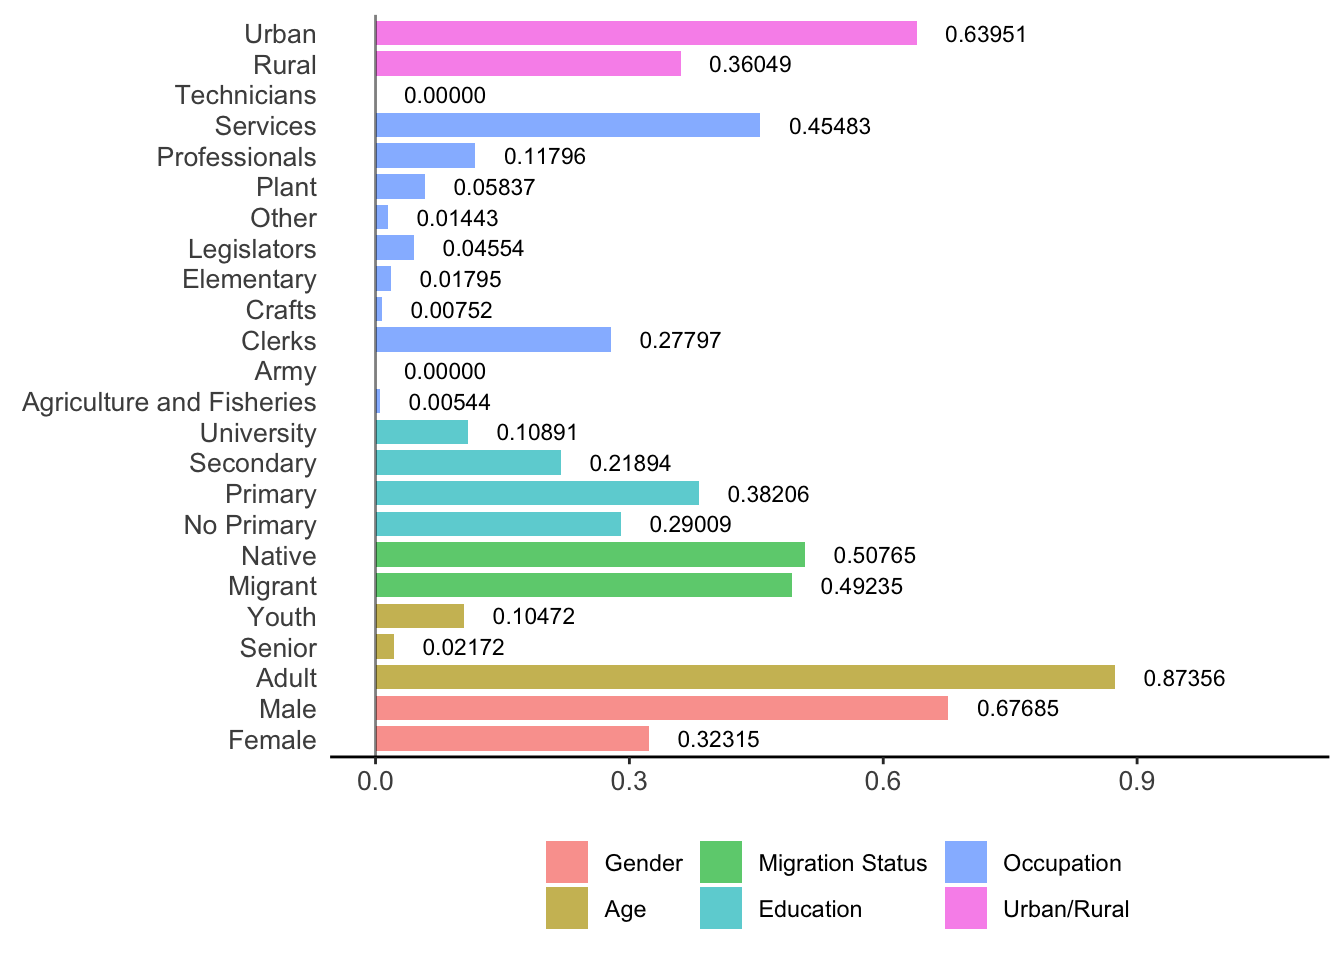 Urban 0.63951
Rural 0.36049
Technicians 0.00000
Services 0.45483
Professionals 0.11796
Plant 0.05837
Other 0.01443
Legislators 0.04554
Elementary 0.01795
Crafts 0.00752
Clerks 0.27797
Army 0.00000
Agriculture and Fisheries 0.00544
University 0.10891
Secondary 0.21894
Primary 0.38206
No Primary 0.29009
Native 0.50765
Migrant 0.49235
Youth 0.10472
Senior 0.02172
Adult 0.87356
Male 0.67685
Female 0.32315
0.0 0.3 0.6 0.9
Gender Migration Status Occupation
Age Education Urban/Rural